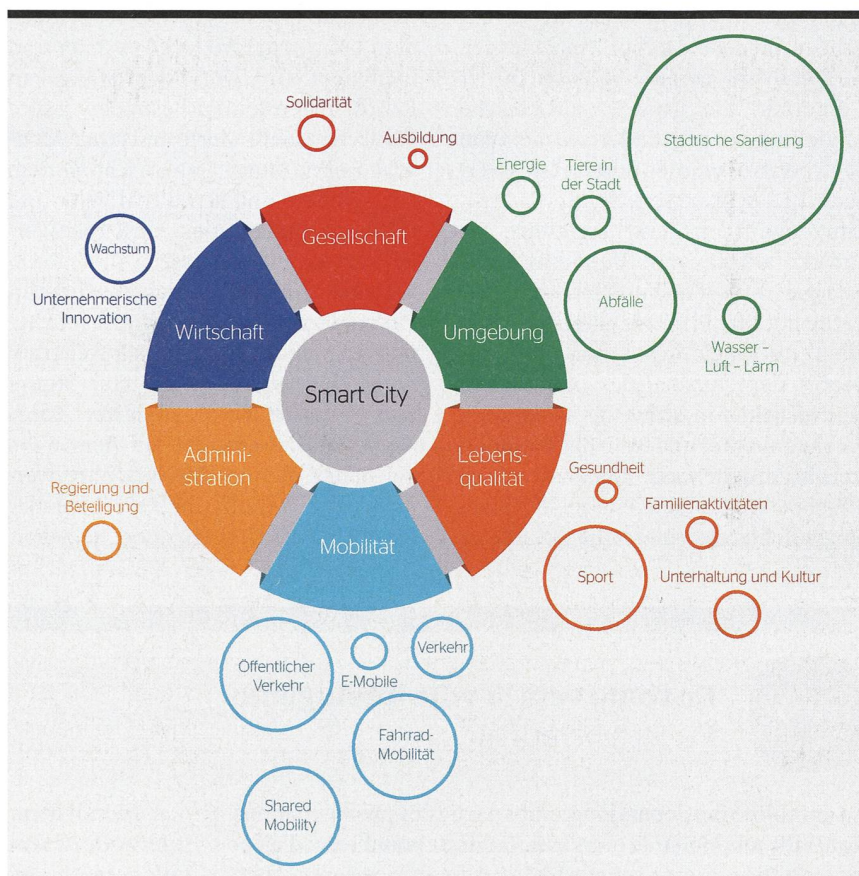 Solidarität
Ausbildung
Energie
Tiere in
der Stadt
Städtische Sanierung
Abfälle
Wasser –
Luft – Lärm
Wachstum
Unternehmerische
Innovation
Gesellschaft
Wirtschaft
Umgebung
Smart City
Admini-
stration
Lebens-
qualität
Mobilität
Regierung und
Beteiligung
Gesundheit
Familienaktivitäten
Sport
Unterhaltung und Kultur
Öffentlicher
Verkehr
E-Mobile
Verkehr
Fahrrad-
Mobilität
Shared
Mobility